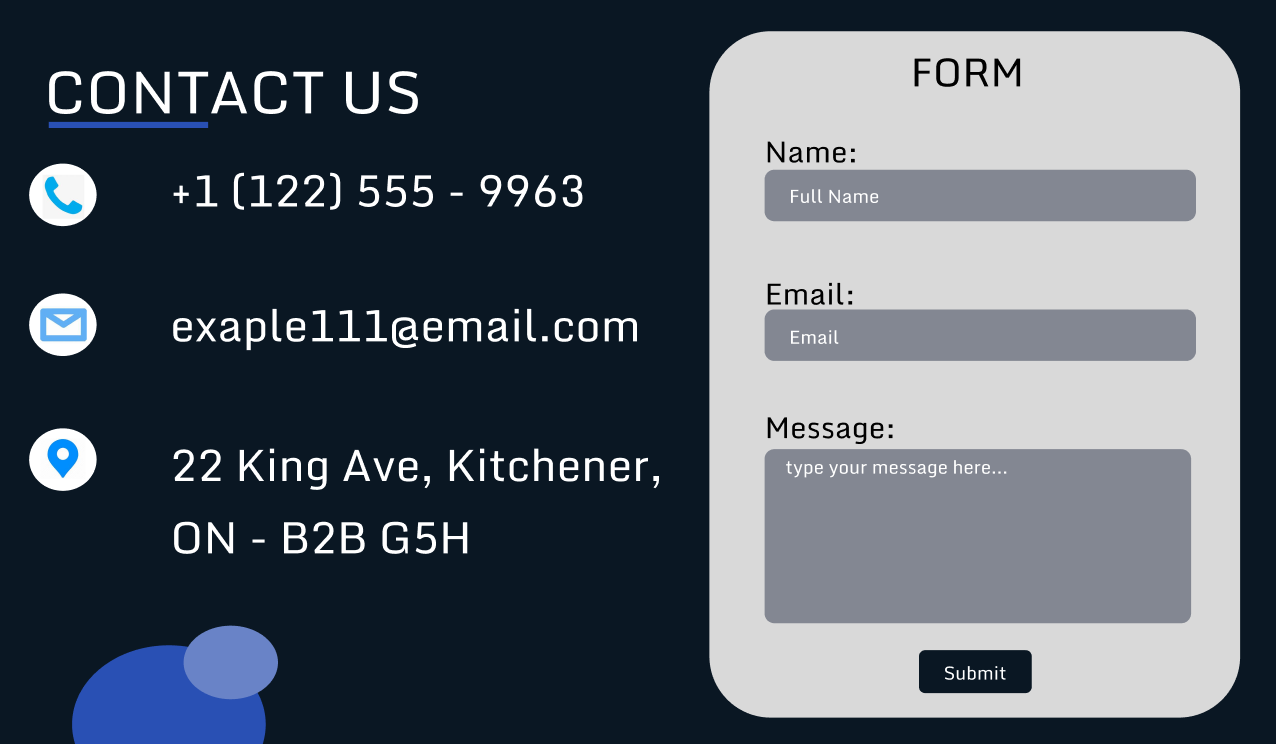 CONTACT US
+1 (122) 555 - 9963
exaple111@email.com
22 King Ave, Kitchener,
ON - B2B G5H
FORM
Name:
Full Name
Email:
Email
Message:
type your message here...
Submit